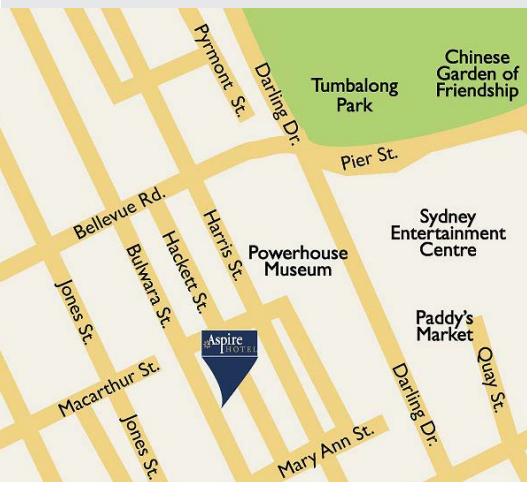 Pyrmont St.
Darling Dr.
Chinese
Garden of
Friendship
Tumbalong
Park
Pier St.
Bellevue Rd.
Harris St.
Hackett St.
Bulwara St.
Jones St.
Powerhouse
Museum
Sydney
Entertainment
Centre
Paddy's
Market
Aspire
HOTEL
Quay St.
Macarthur St.
Darling Dr.
Jones St.
Mary Ann St.